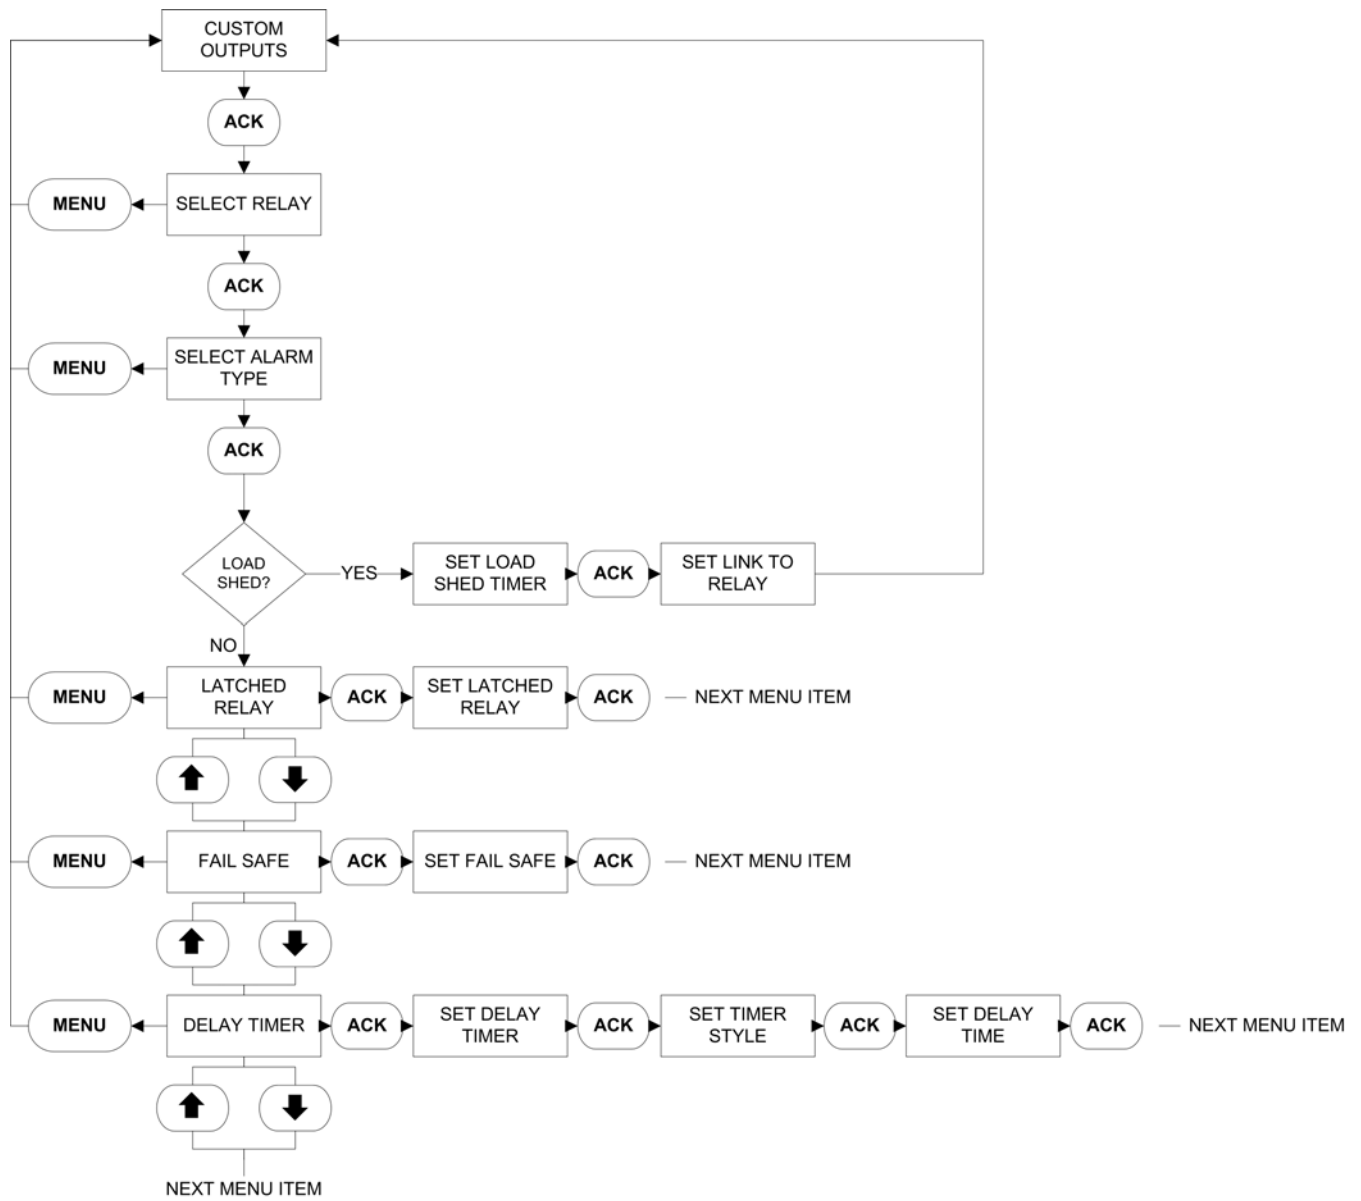 CUSTOM
OUTPUTS
ACK
MENU
SELECT RELAY
ACK
MENU
SELECT ALARM
TYPE
ACK
LOAD
SHED?
YES
SET LOAD
SHED TIMER
ACK
SET LINK TO
RELAY
NO
MENU
LATCHED
RELAY
ACK
SET LATCHED
RELAY
ACK
NEXT MENU ITEM
MENU
FAIL SAFE
ACK
SET FAIL SAFE
ACK
NEXT MENU ITEM
MENU
DELAY TIMER
ACK
SET DELAY
TIMER
ACK
SET TIMER
STYLE
ACK
SET DELAY
TIME
ACK
NEXT MENU ITEM
NEXT MENU ITEM